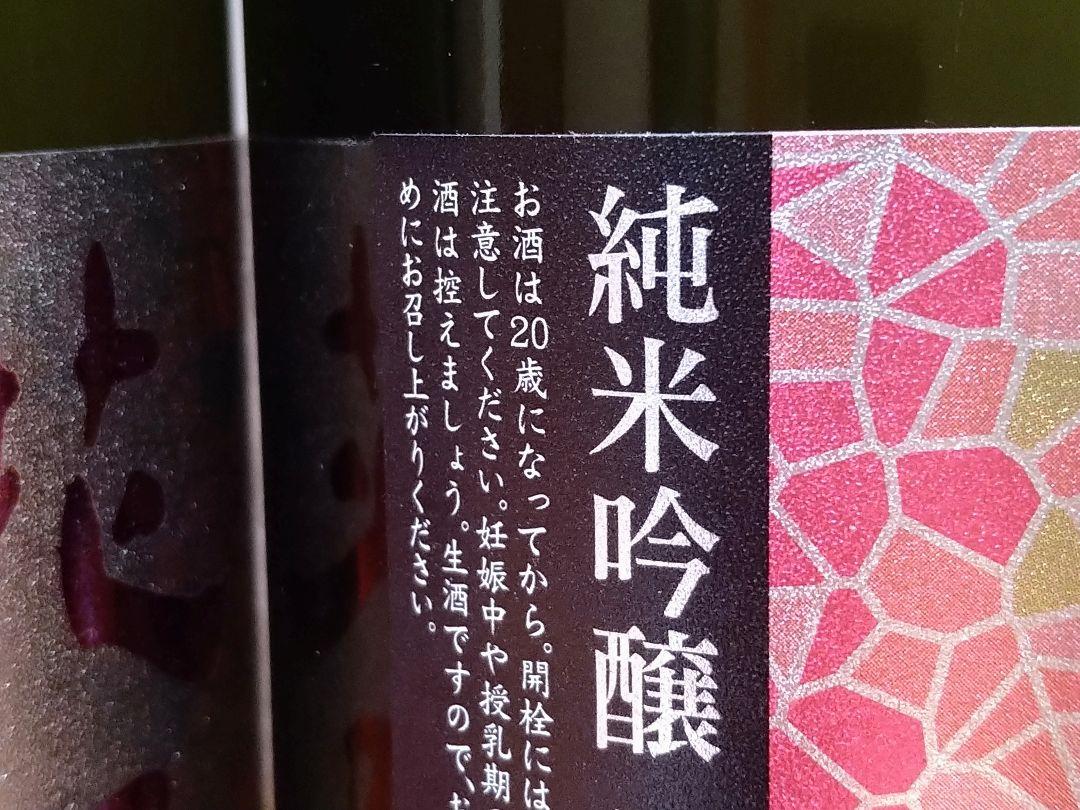 純米吟醸
お酒は20歳になってから。開栓には
注意してください。妊娠中や授乳期
酒は控えましょう。生酒ですので、お
めにお召し上がりください。